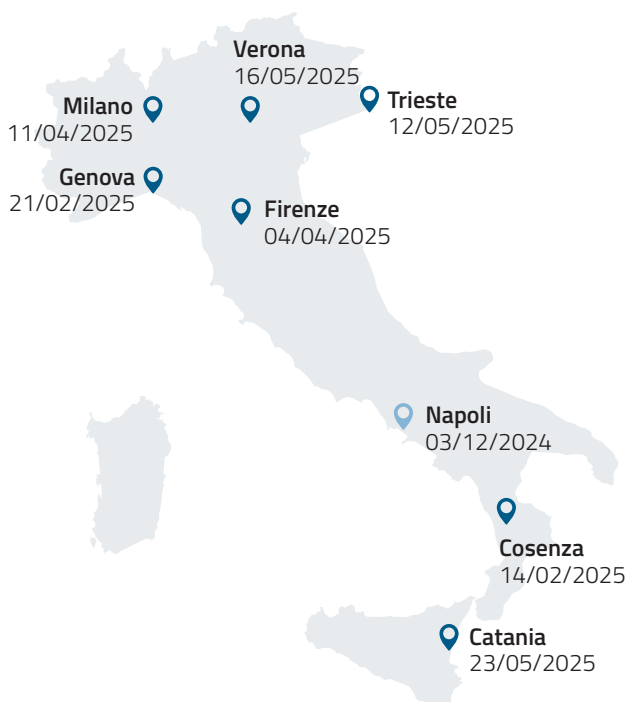 Verona
16/05/2025
Milano
11/04/2025
Trieste
12/05/2025
Genova
21/02/2025
Firenze
04/04/2025
Napoli
03/12/2024
Cosenza
14/02/2025
Catania
23/05/2025